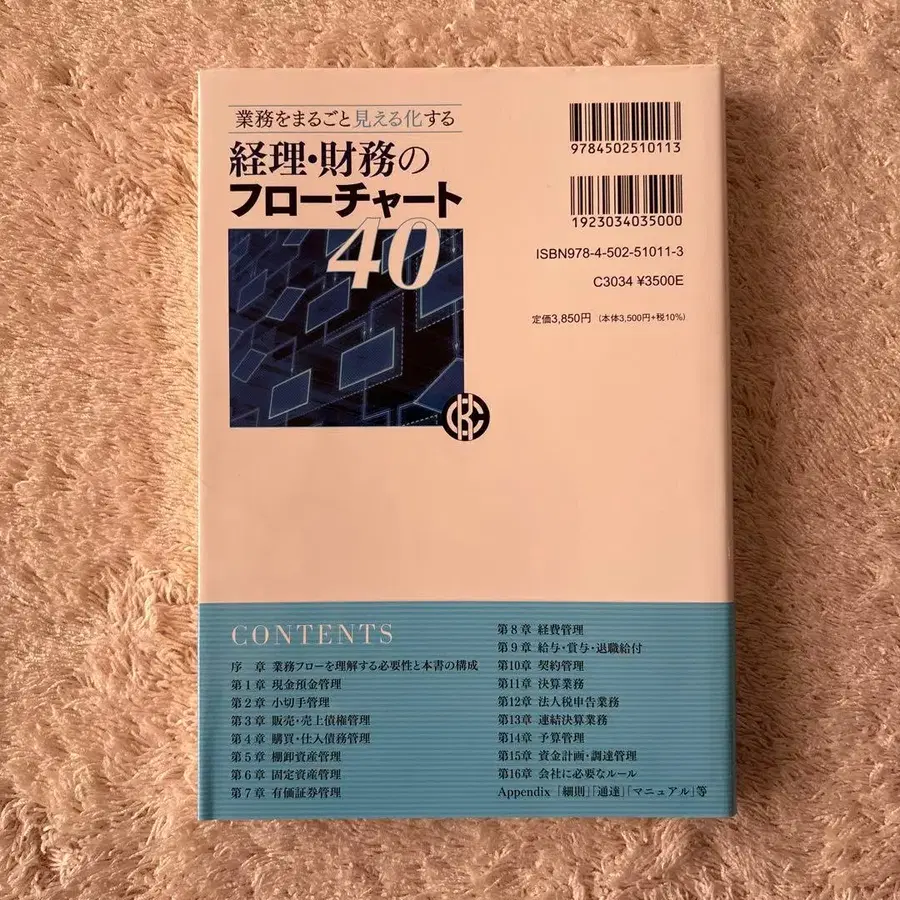 業務をまるごと見える化する
経理・財務の
フローチャート
40
9784502510113
1923034035000
ISBN978-4-502-51011-3
C3034 ¥3500E
定価3,850円 (本体3,500円+税10%)
CONTENTS
序 章 業務フローを理解する必要性と本書の構成
第1章 現金預金管理
第2章 小切手管理
第3章 販売・売上債権管理
第4章 購買・仕入債務管理
第5章 棚卸資産管理
第6章 固定資産管理
第7章 有価証券管理
第8章 経費管理
第9章 給与・賞与・退職給付
第10章 契約管理
第11章 決算業務
第12章 法人税申告業務
第13章 連結決算業務
第14章 予算管理
第15章 資金計画・調達管理
第16章 会社に必要なルール
Appendix 「細則」「通達」「マニュアル」等